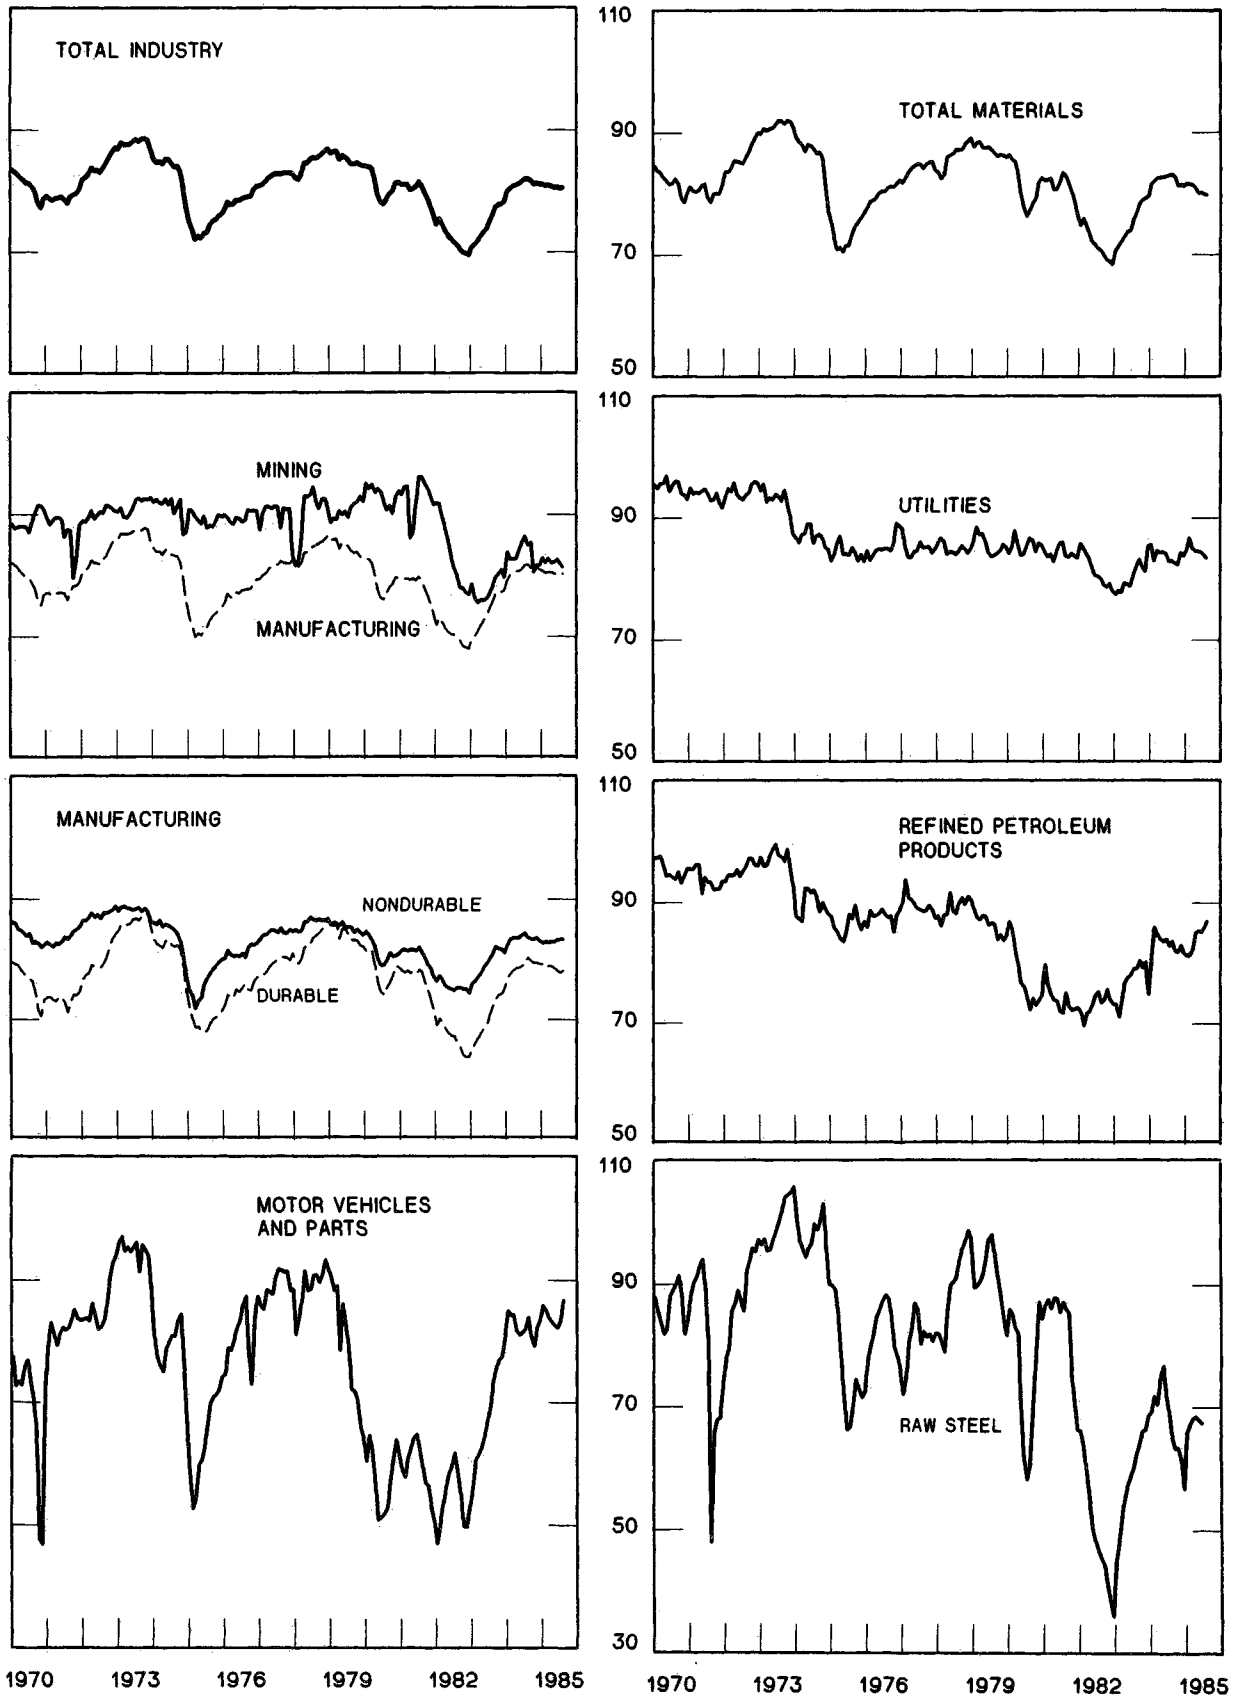 TOTAL INDUSTRY
110
TOTAL MATERIALS
90
70
50
MINING
MANUFACTURING
110
UTILITIES
90
70
50
MANUFACTURING
NONDURABLE
DURABLE
110
REFINED PETROLEUM
PRODUCTS
90
70
50
MOTOR VEHICLES
AND PARTS
110
90
70
RAW STEEL
50
30
1970 1973 1976 1979 1982 1985
1970 1973 1976 1979 1982 1985